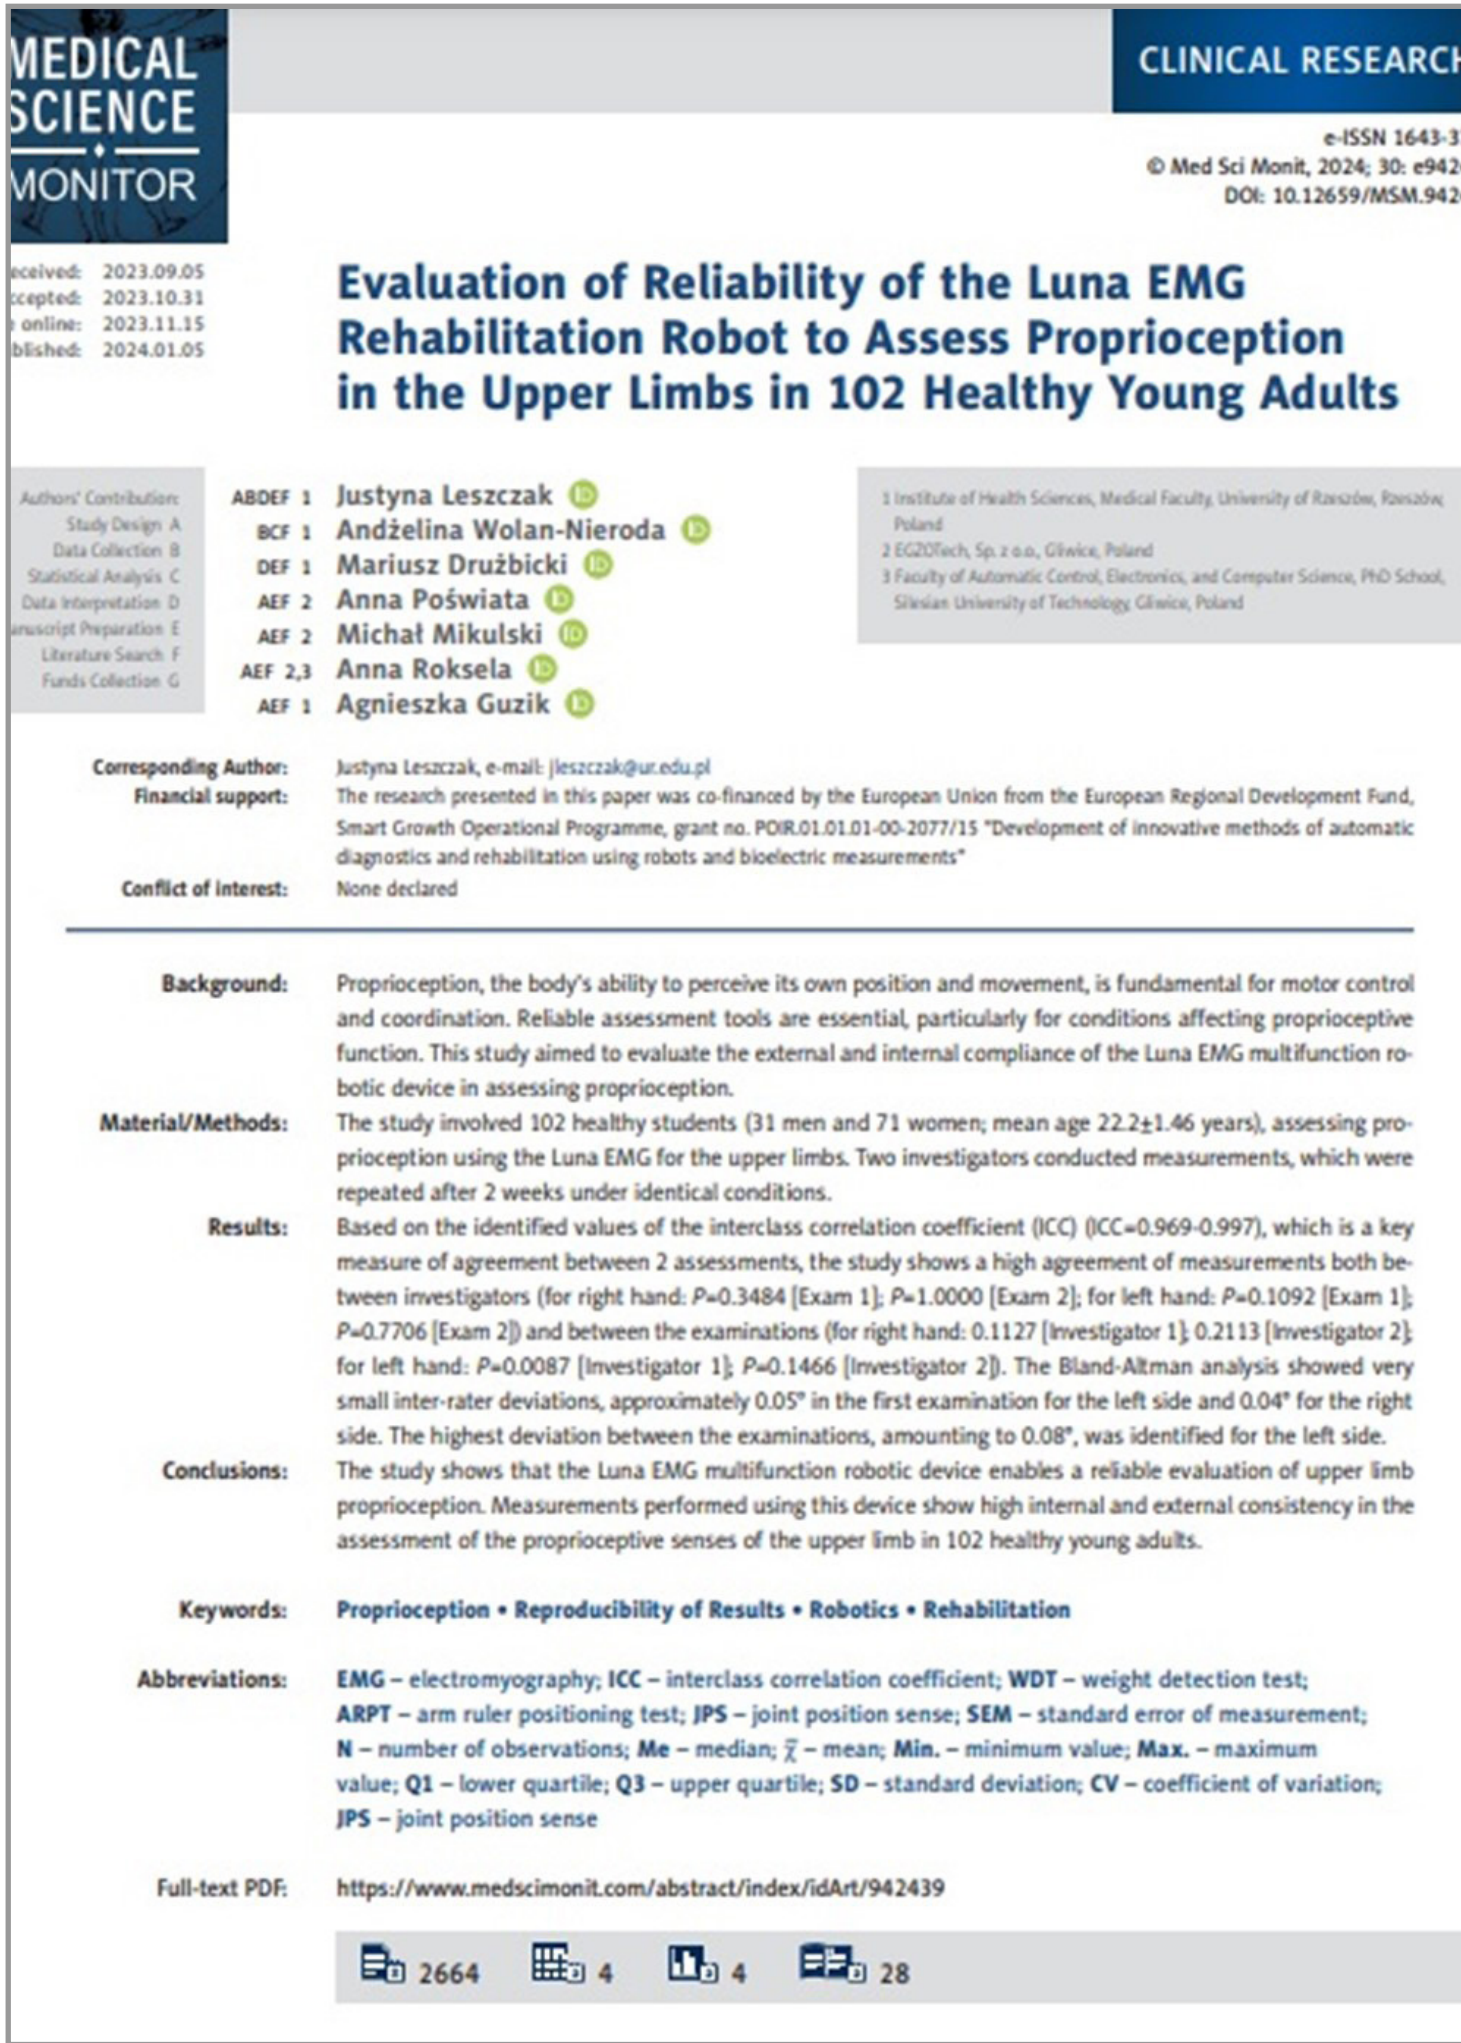 MEDICAL
SCIENCE
MONITOR
CLINICAL RESEARCH
e-ISSN 1643-3
© Med Sci Monit, 2024; 30: e942
DOI: 10.12659/MSM.942
eceived: 2023.09.05
ccepted: 2023.10.31
online: 2023.11.15
blished: 2024.01.05
Evaluation of Reliability of the Luna EMG
Rehabilitation Robot to Assess Proprioception
in the Upper Limbs in 102 Healthy Young Adults
Authors' Contribution:
Study Design A
Data Collection B
Statistical Analysis C
Data Interpretation D
anuscript Preparation E
Literature Search F
Funds Collection G
ABDEF 1 Justyna Leszczak
BCF 1 Andżelina Wolan-Nieroda
DEF 1 Mariusz Drużbicki
AEF 2 Anna Poświata
AEF 2 Michał Mikulski
AEF 2,3 Anna Roksela
AEF 1 Agnieszka Guzik
1 Institute of Health Sciences, Medical Faculty, University of Rzeszów, Rzeszów,
Poland
2 EGZOTech, Sp. z o.o., Gliwice, Poland
3 Faculty of Automatic Control, Electronics, and Computer Science, PhD School,
Silesian University of Technology, Gliwice, Poland
Corresponding Author: Justyna Leszczak, e-mail: jleszczak@ur.edu.pl
Financial support: The research presented in this paper was co-financed by the European Union from the European Regional Development Fund,
Smart Growth Operational Programme, grant no. POIR.01.01.01-00-2077/15 "Development of innovative methods of automatic
diagnostics and rehabilitation using robots and bioelectric measurements"
Conflict of interest: None declared
Background: Proprioception, the body's ability to perceive its own position and movement, is fundamental for motor control
and coordination. Reliable assessment tools are essential, particularly for conditions affecting proprioceptive
function. This study aimed to evaluate the external and internal compliance of the Luna EMG multifunction ro-
botic device in assessing proprioception.
Material/Methods: The study involved 102 healthy students (31 men and 71 women; mean age 22.2±1.46 years), assessing pro-
prioception using the Luna EMG for the upper limbs. Two investigators conducted measurements, which were
repeated after 2 weeks under identical conditions.
Results: Based on the identified values of the interclass correlation coefficient (ICC) (ICC=0.969-0.997), which is a key
measure of agreement between 2 assessments, the study shows a high agreement of measurements both be-
tween investigators (for right hand: P=0.3484 [Exam 1]; P=1.0000 [Exam 2]; for left hand: P=0.1092 [Exam 1];
P=0.7706 [Exam 2]) and between the examinations (for right hand: 0.1127 [Investigator 1]; 0.2113 [Investigator 2];
for left hand: P=0.0087 [Investigator 1]; P=0.1466 [Investigator 2]). The Bland-Altman analysis showed very
small inter-rater deviations, approximately 0.05° in the first examination for the left side and 0.04° for the right
side. The highest deviation between the examinations, amounting to 0.08°, was identified for the left side.
Conclusions: The study shows that the Luna EMG multifunction robotic device enables a reliable evaluation of upper limb
proprioception. Measurements performed using this device show high internal and external consistency in the
assessment of the proprioceptive senses of the upper limb in 102 healthy young adults.
Keywords: Proprioception • Reproducibility of Results • Robotics • Rehabilitation
Abbreviations: EMG – electromyography; ICC – interclass correlation coefficient; WDT – weight detection test;
ARPT – arm ruler positioning test; JPS – joint position sense; SEM – standard error of measurement;
N – number of observations; Me – median; χ̅ – mean; Min. – minimum value; Max. – maximum
value; Q1 – lower quartile; Q3 – upper quartile; SD – standard deviation; CV – coefficient of variation;
JPS – joint position sense
Full-text PDF: https://www.medscimonit.com/abstract/index/idArt/942439
2664 4 4 28